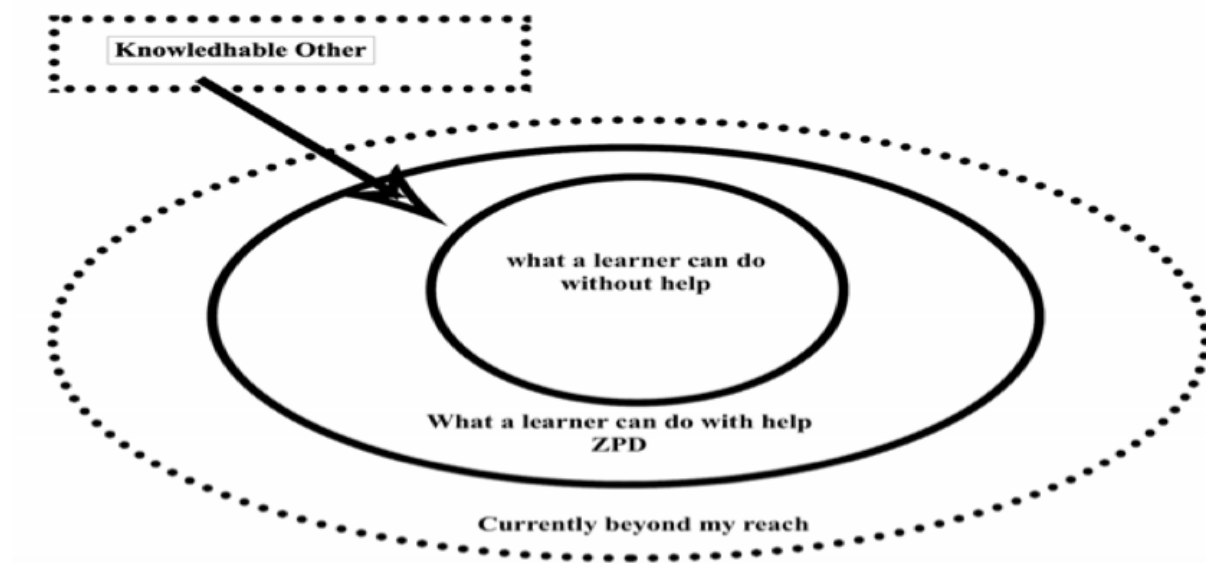 Knowledhable Other
what a learner can do
without help
What a learner can do with help
ZPD
Currently beyond my reach